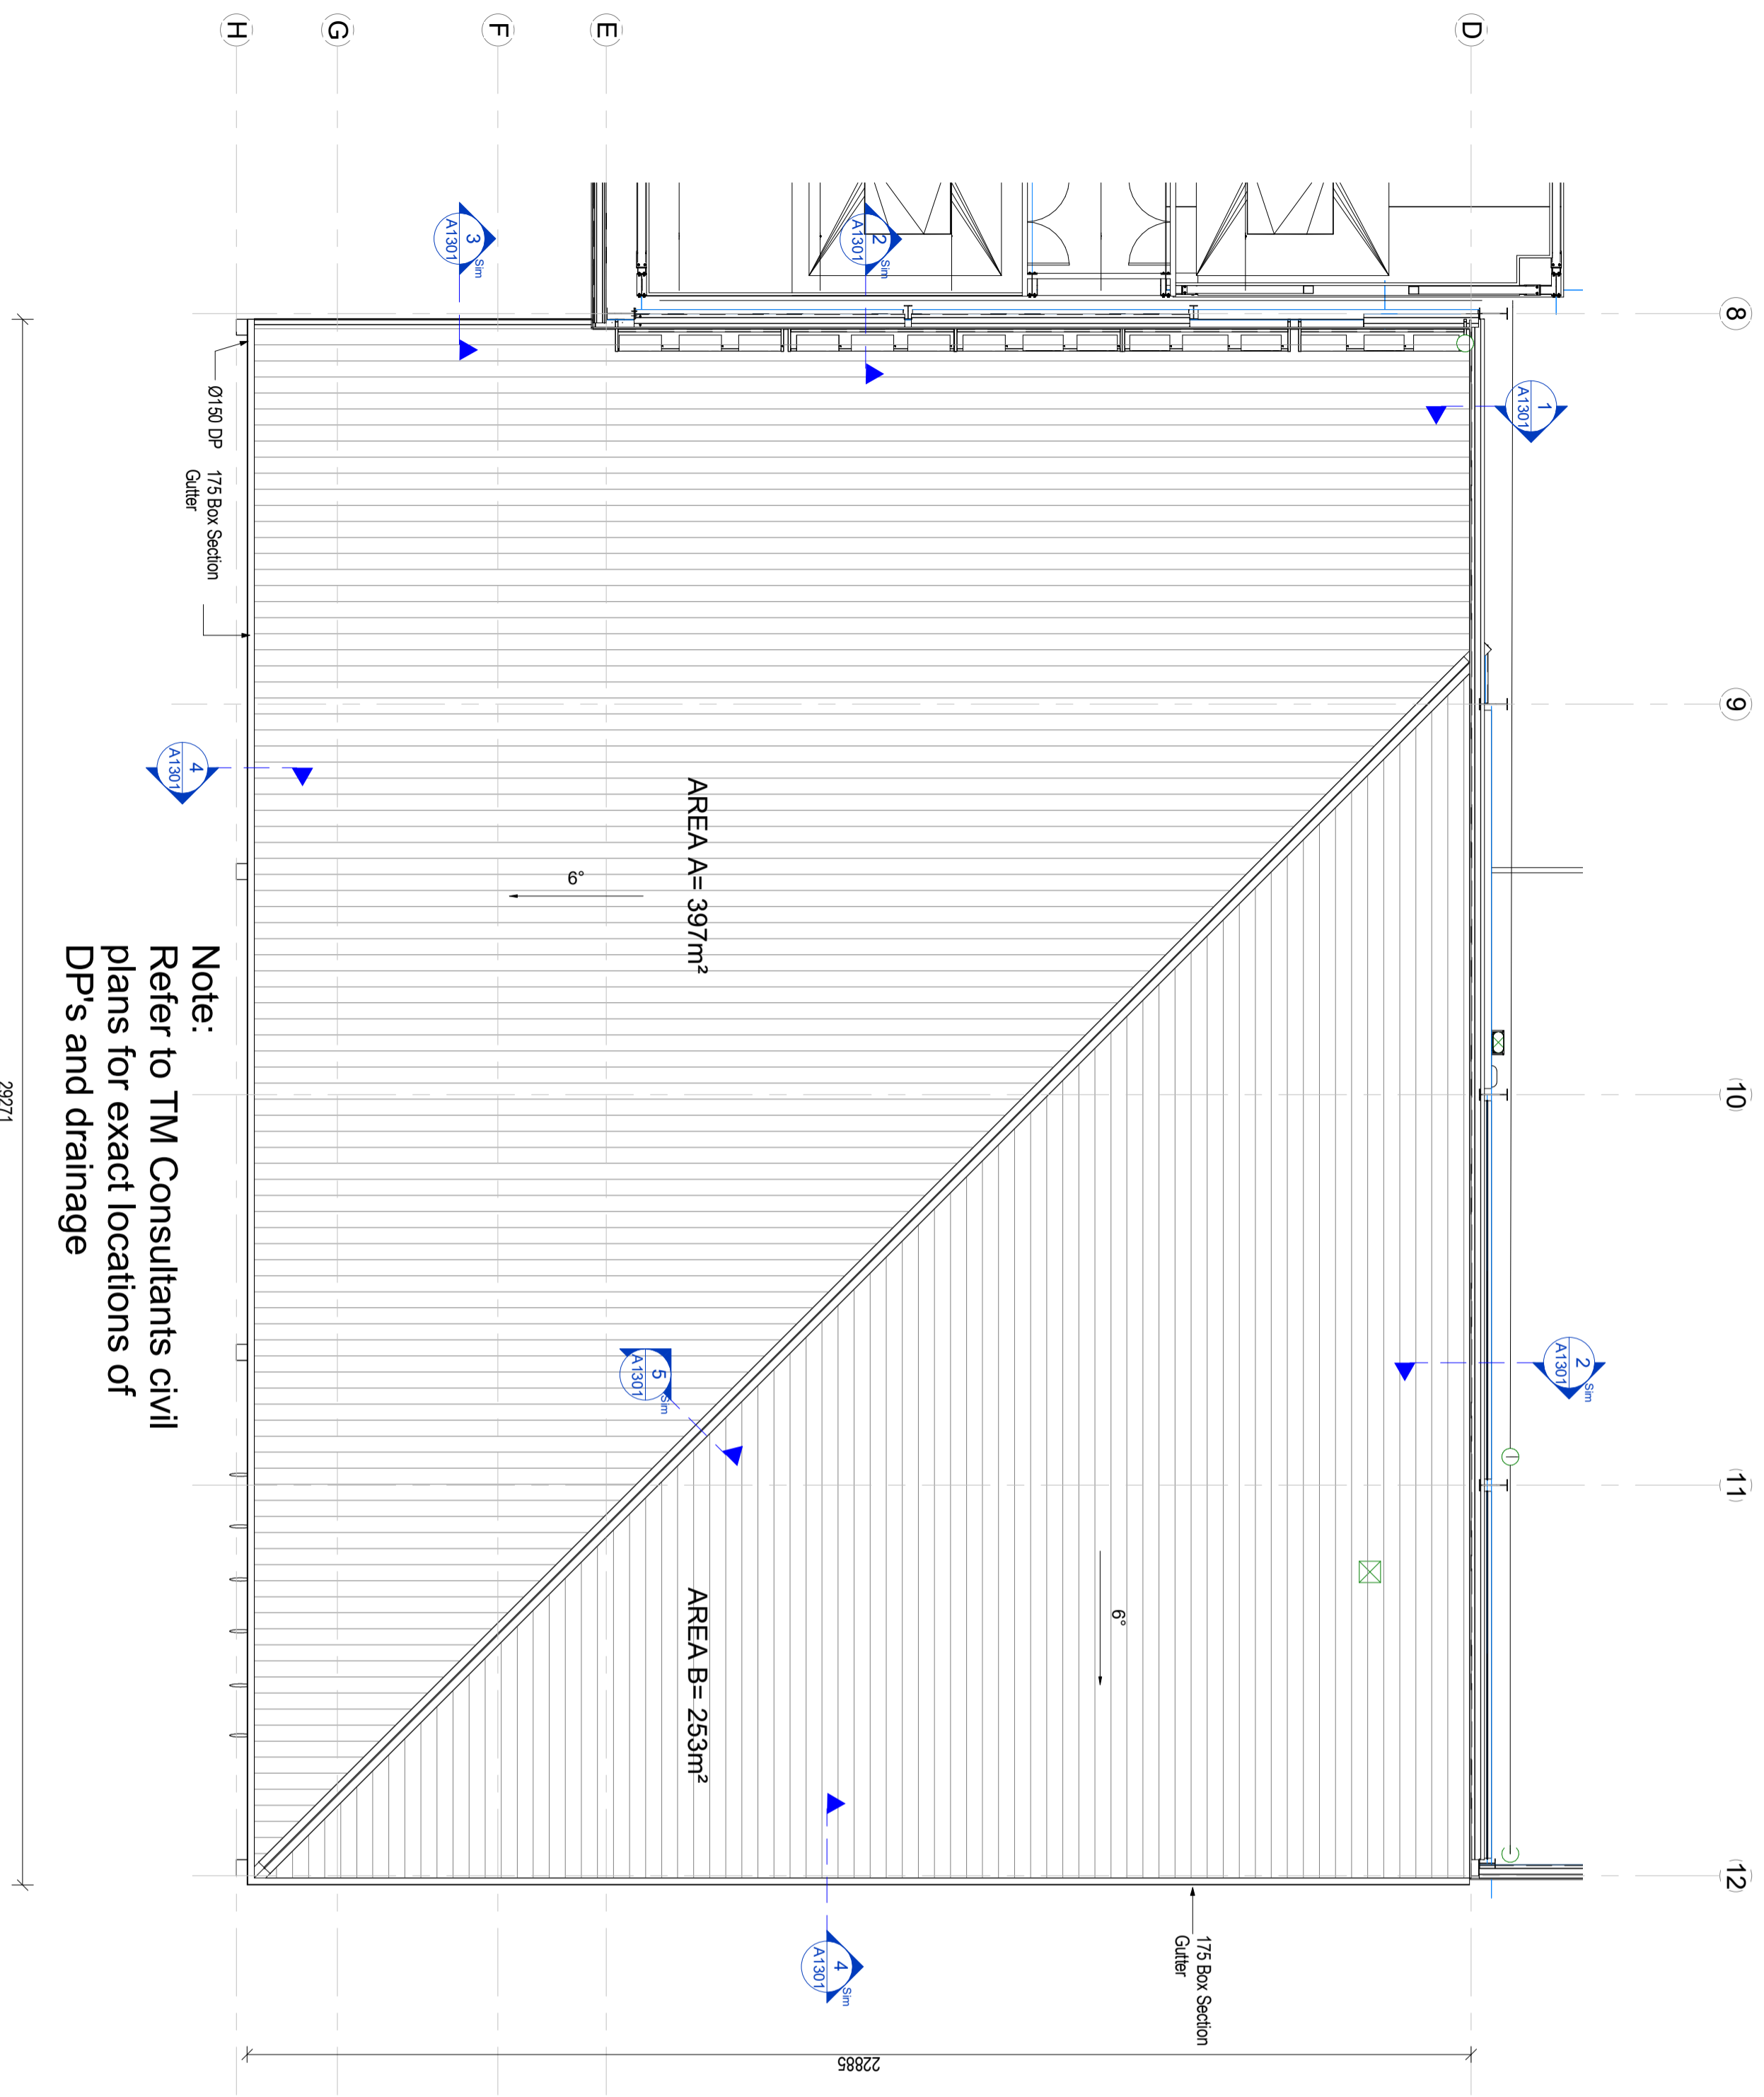 H
G
F
E
D
8
9
10
11
12
3
A1301
Sim
2
A1301
Sim
1
A1301
Ø150 DP
175 Box Section
Gutter
4
A1301
AREA A= 397m²
6°
5
A1301
Sim
2
A1301
Sim
6°
AREA B= 253m²
4
A1301
Sim
175 Box Section
Gutter
Note:
Refer to TM Consultants civil
plans for exact locations of
DP's and drainage
29271
22885